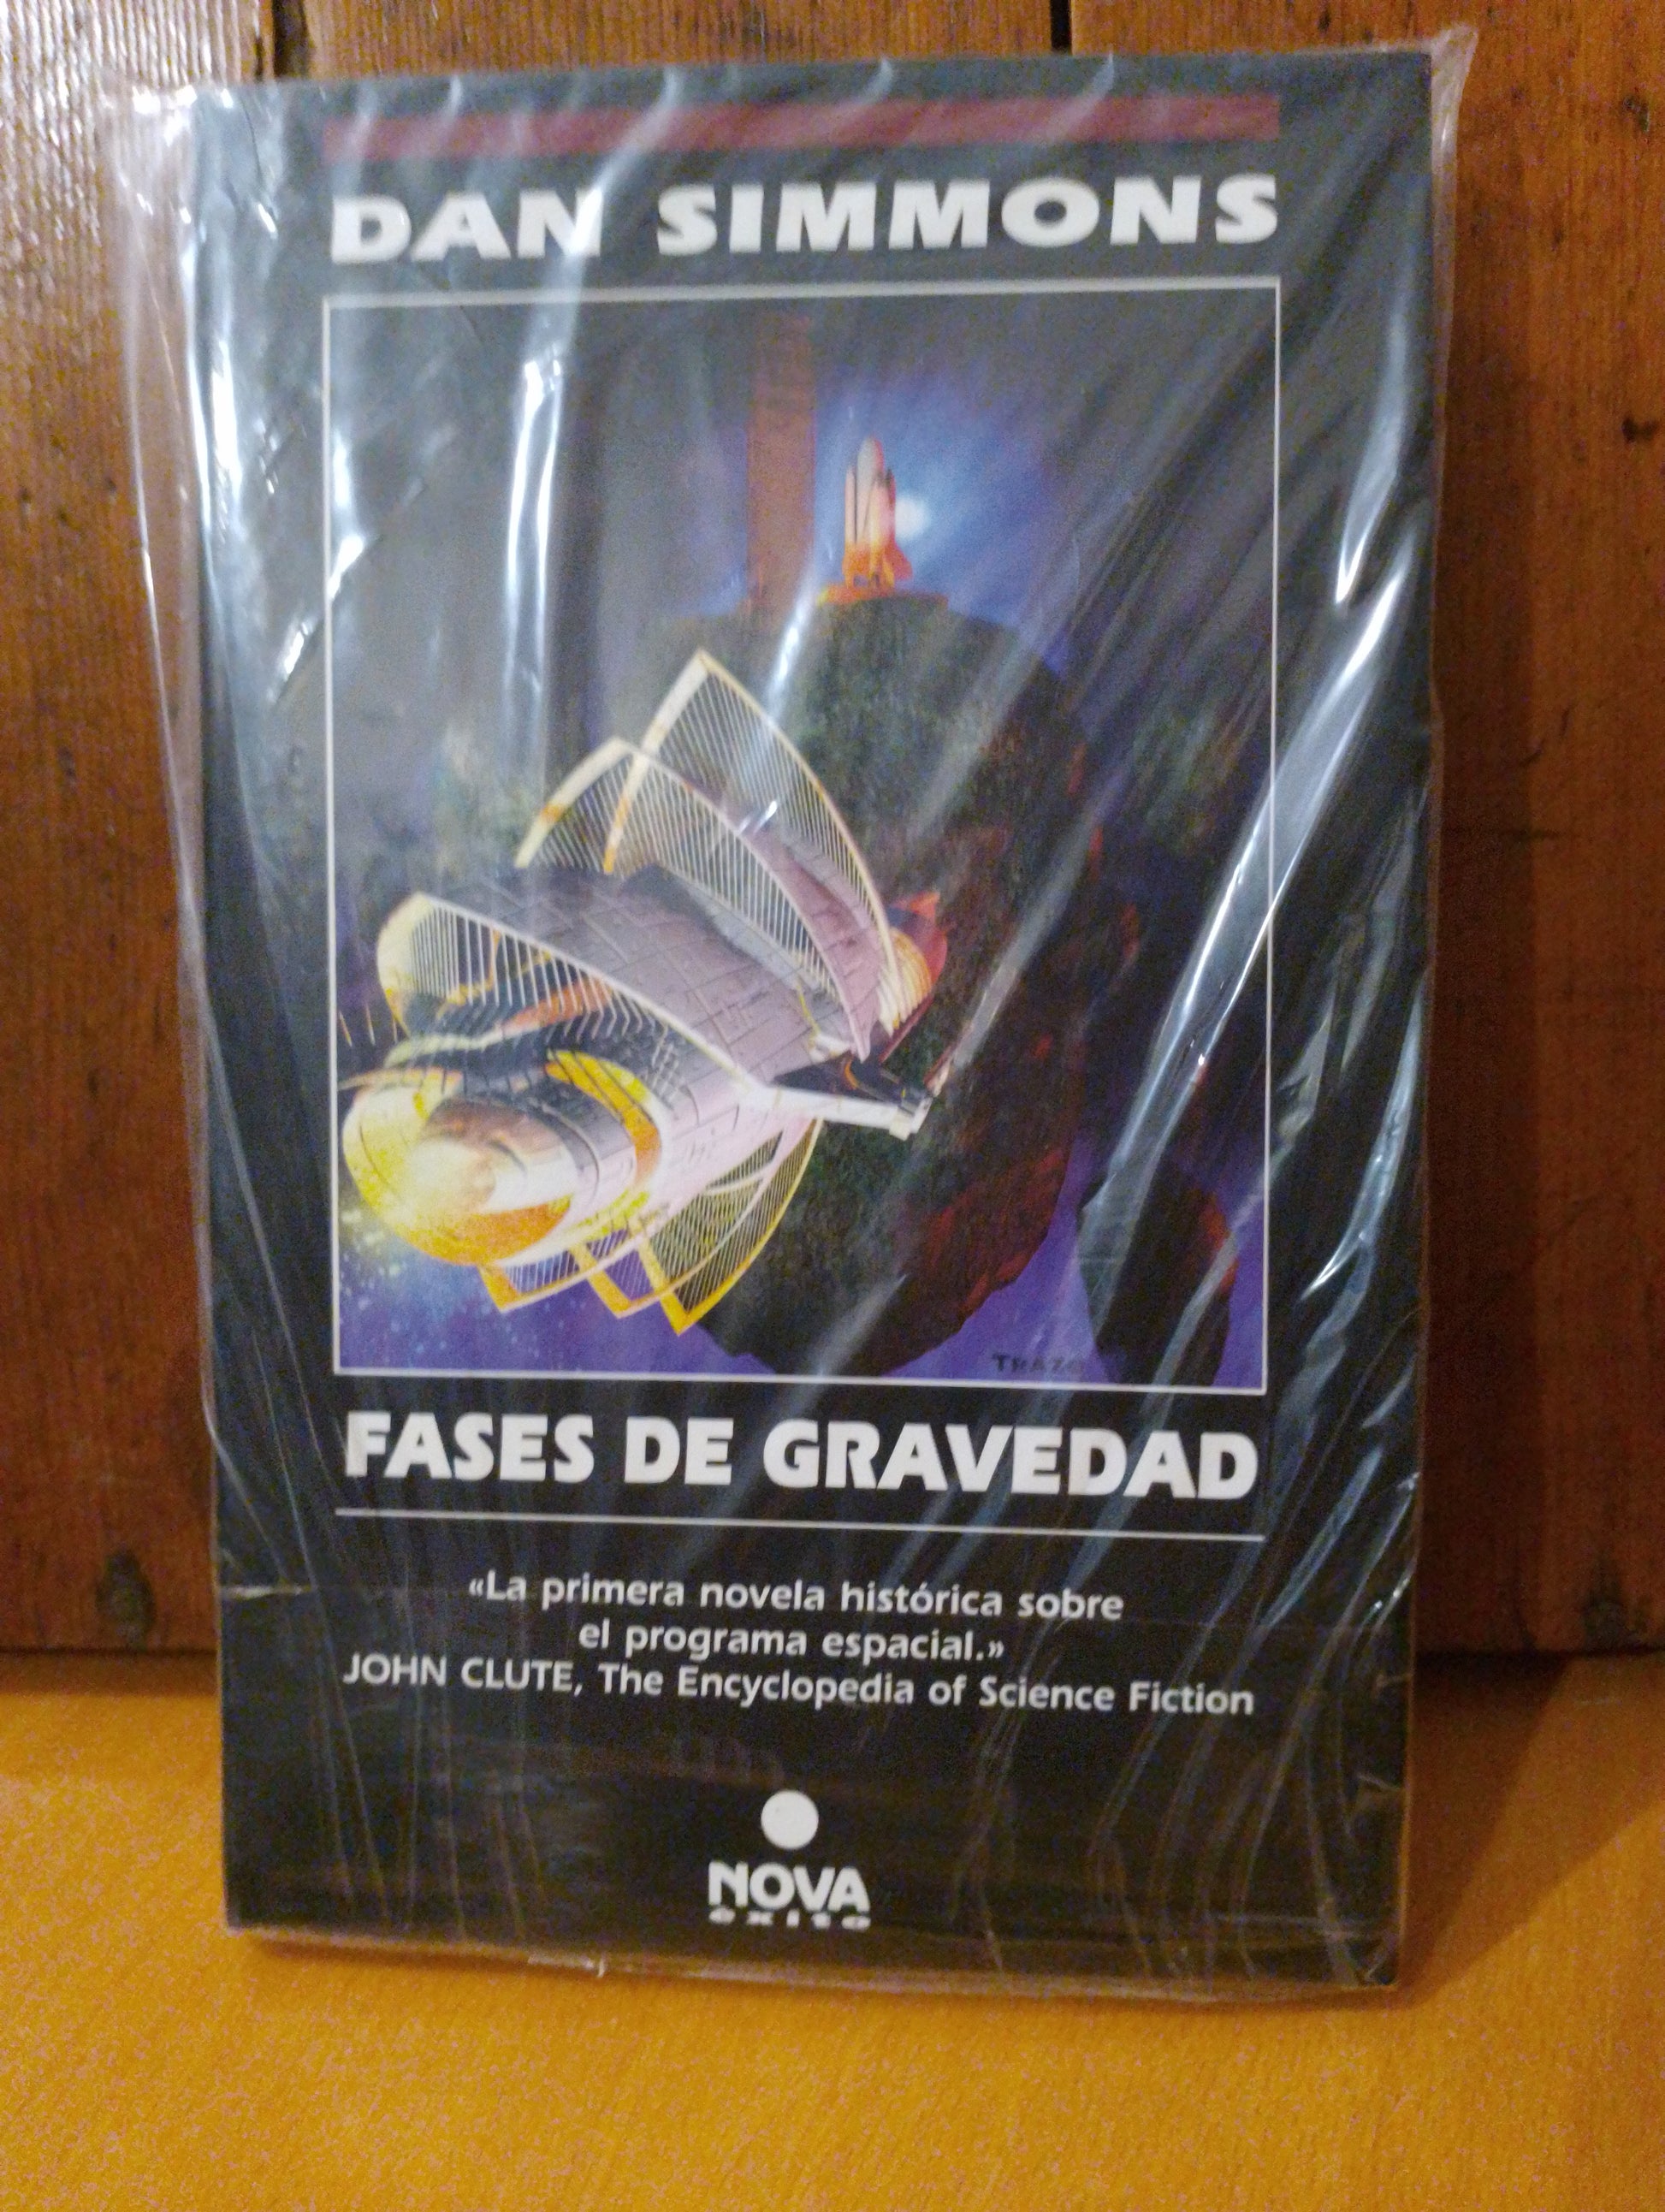 DAN SIMMONS
TRAZO
FASES DE GRAVEDAD
«La primera novela histórica sobre
el programa espacial.»
JOHN CLUTE, The Encyclopedia of Science Fiction
NOVA
éxito